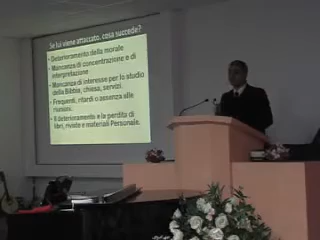 Se lui viene attaccato, cosa succede?
• Deterioramento della morale
• Mancanza di concentrazione e di
interpretazione
• Mancanza di interesse per lo studio
della Bibbia, chiesa, servizi.
• Frequenti, ritardi o assenze alle
riunioni.
• Il deterioramento e la perdita di
libri, riviste e materiali Personale.